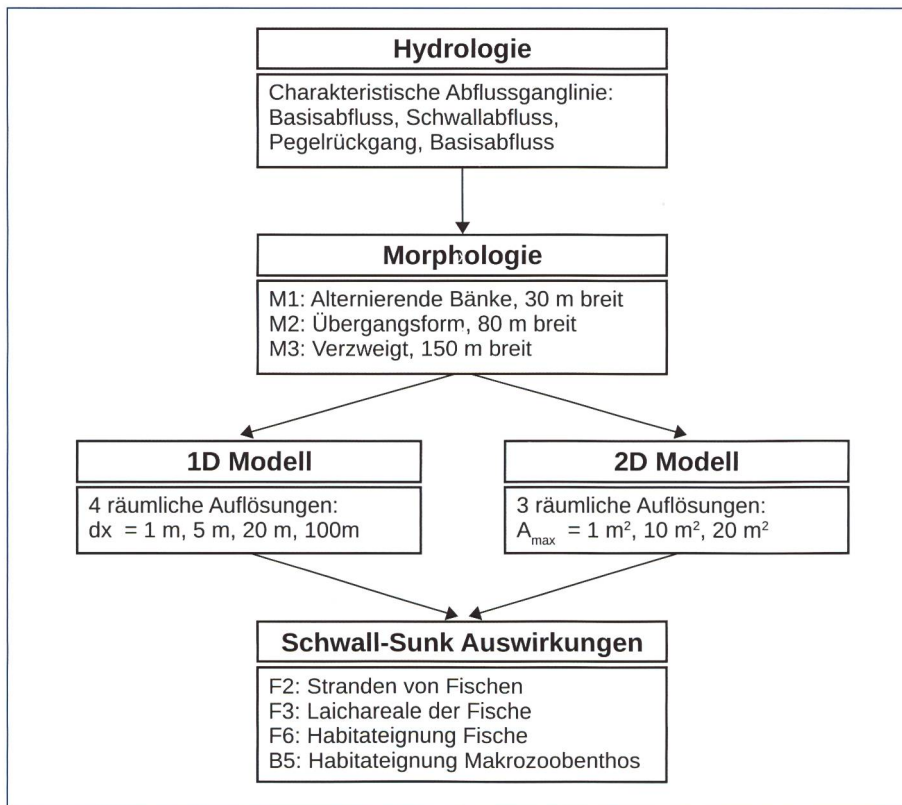 Hydrologie
Charakteristische Abflussganglinie:
Basisabfluss, Schwallabfluss,
Pegelrückgang, Basisabfluss
Morphologie
M1: Alternierende Bänke, 30 m breit
M2: Übergangsform, 80 m breit
M3: Verzweigt, 150 m breit
1D Modell
4 räumliche Auflösungen:
dx = 1 m, 5 m, 20 m, 100m
2D Modell
3 räumliche Auflösungen:
A_max = 1 m², 10 m², 20 m²
Schwall-Sunk Auswirkungen
F2: Stranden von Fischen
F3: Laichareale der Fische
F6: Habitateignung Fische
B5: Habitateignung Makrozoobenthos